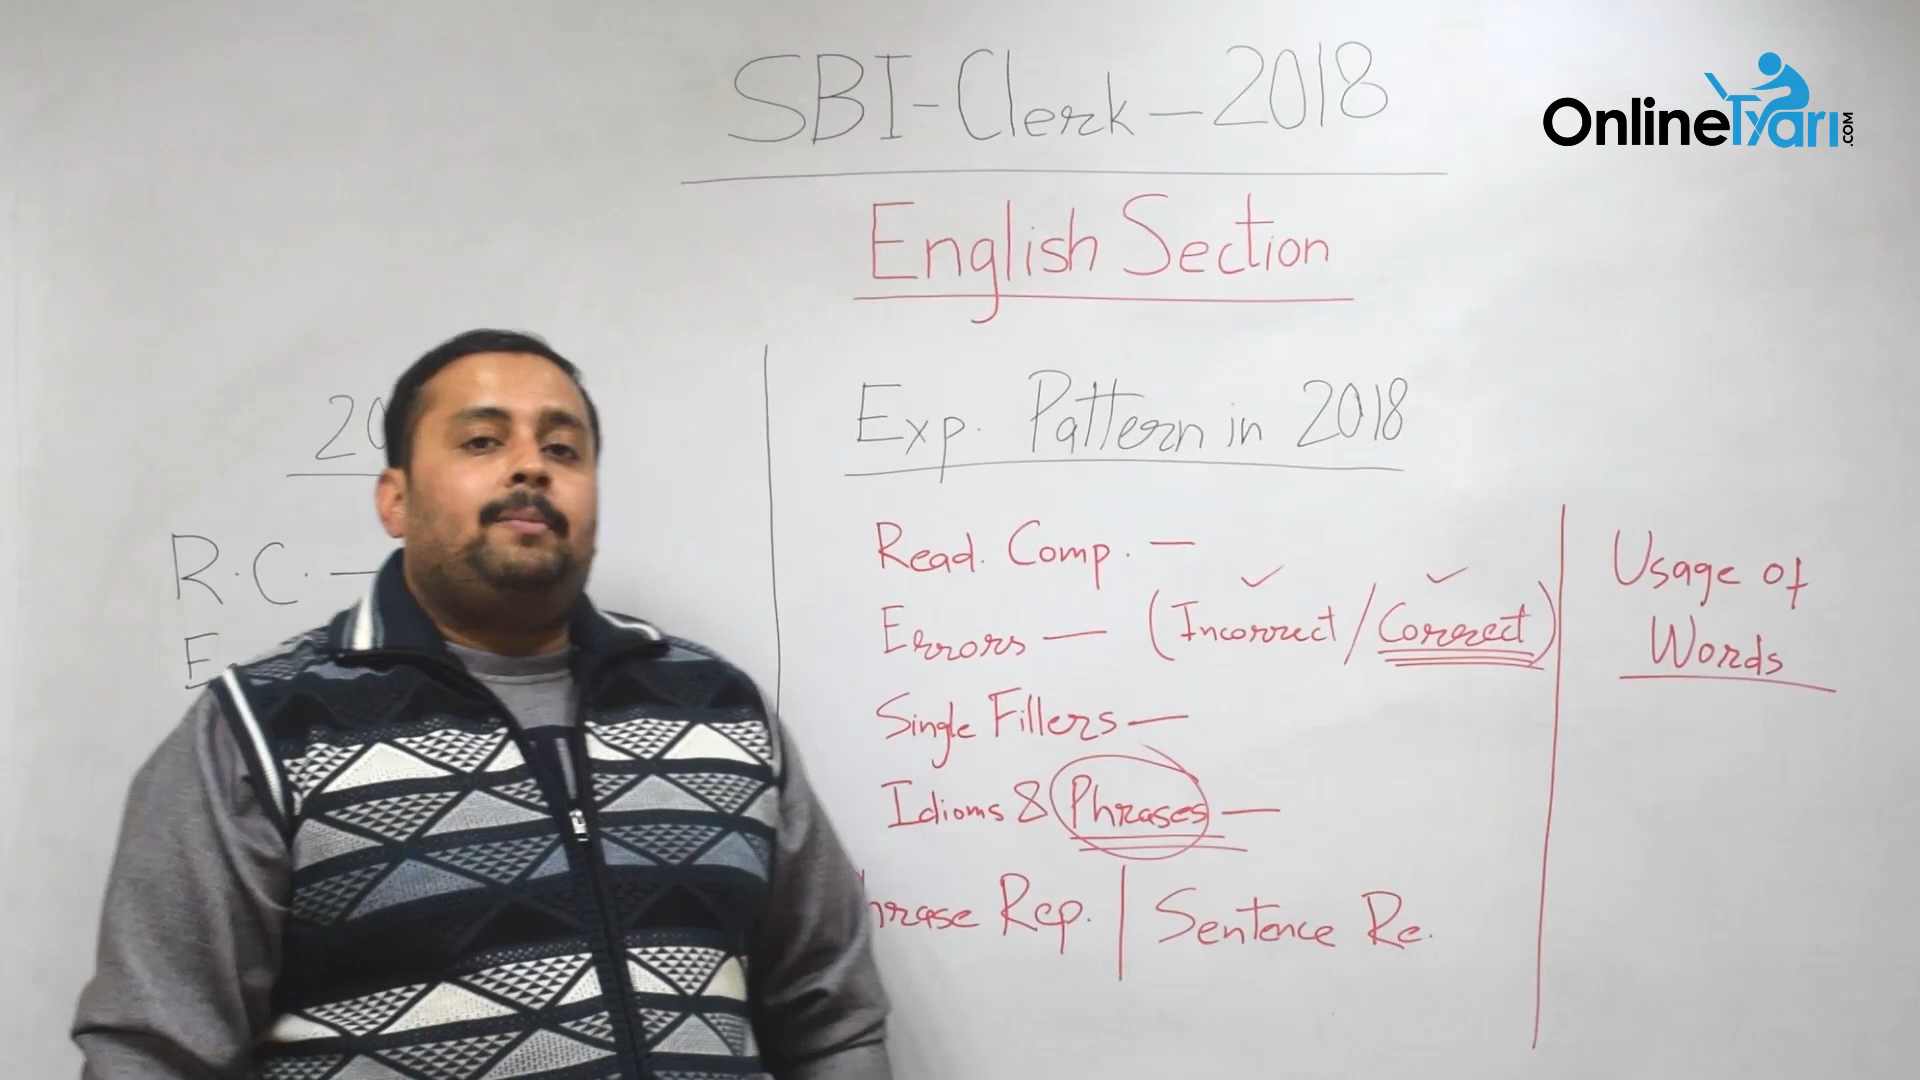 SBI-Clerk-2018
OnlineTyari.COM
English Section
20
R.C. —
E
Exp. Pattern in 2018
Read. Comp. —
Errors — (Incorrect/Correct)
Single Fillers —
Idioms & Phrases —
hrase Rep. | Sentence Re.
Usage of
Words